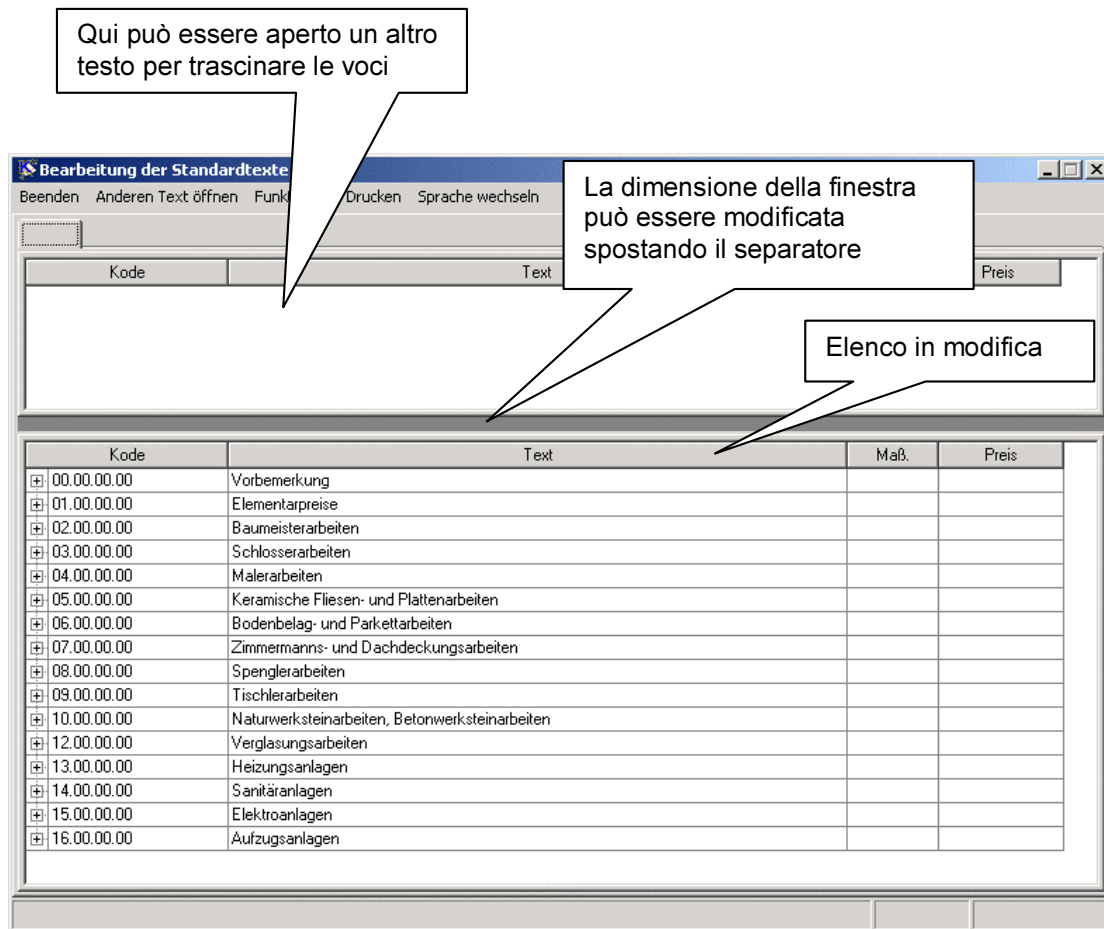 Qui può essere aperto un altro
testo per trascinare le voci
Bearbeitung der Standardtexte
Beenden Anderen Text öffnen Drucken Sprache wechseln
La dimensione della finestra
può essere modificata
spostando il separatore
Kode Text Preis
Elenco in modifica
Kode Text Maß. Preis
00.00.00.00 Vorbemerkung
01.00.00.00 Elementarpreise
02.00.00.00 Baumeisterarbeiten
03.00.00.00 Schlosserarbeiten
04.00.00.00 Malerarbeiten
05.00.00.00 Keramische Fliesen- und Plattenarbeiten
06.00.00.00 Bodenbelag- und Parkettarbeiten
07.00.00.00 Zimmermanns- und Dachdeckungsarbeiten
08.00.00.00 Spenglerarbeiten
09.00.00.00 Tischlerarbeiten
10.00.00.00 Naturwerksteinarbeiten, Betonwerksteinarbeiten
12.00.00.00 Verglasungsarbeiten
13.00.00.00 Heizungsanlagen
14.00.00.00 Sanitäranlagen
15.00.00.00 Elektroanlagen
16.00.00.00 Aufzugsanlagen